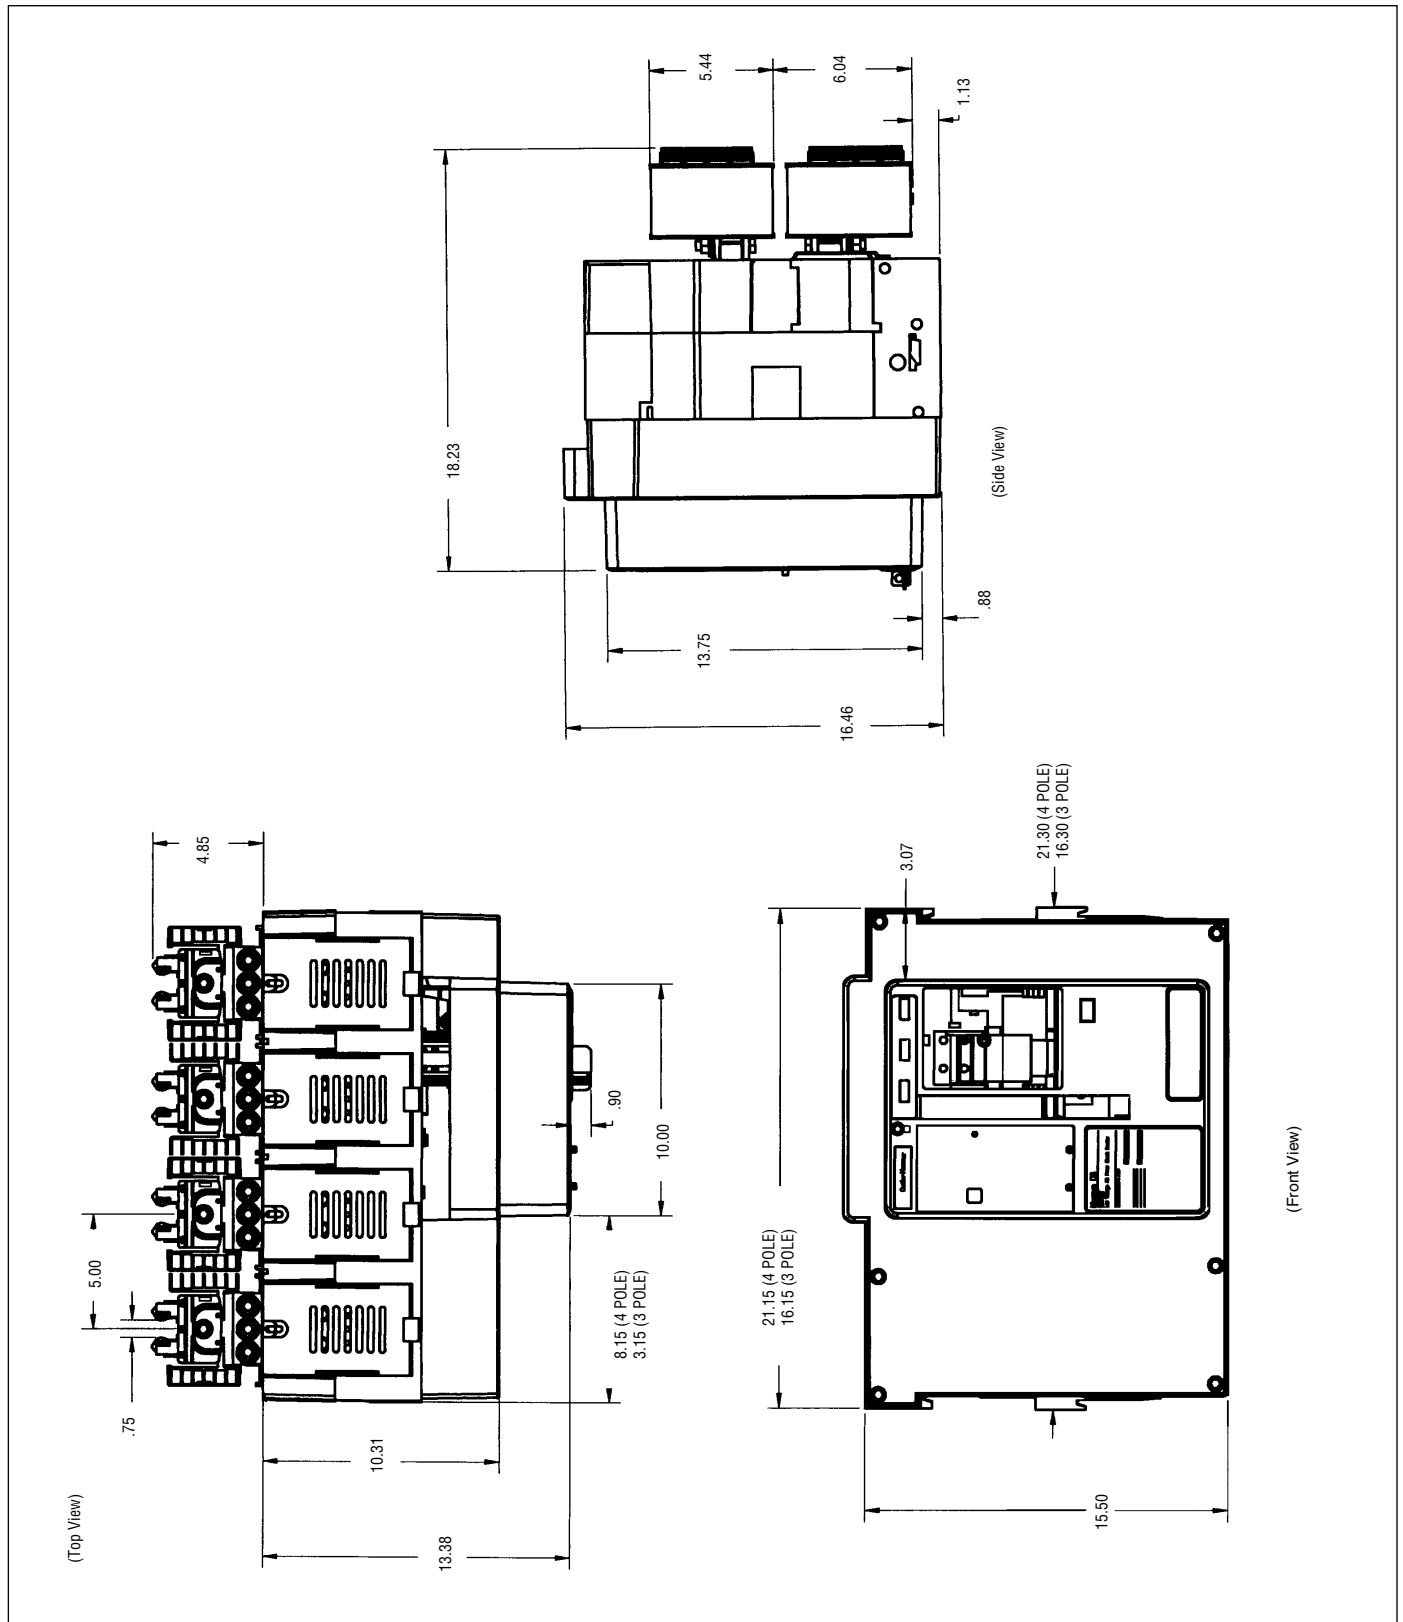 (Top View)
.75
5.00
4.85
10.31
13.38
8.15 (4 POLE)
3.15 (3 POLE)
10.00
.90
5.44
6.04
1.13
18.23
13.75
16.46
.88
(Side View)
21.15 (4 POLE)
16.15 (3 POLE)
3.07
21.30 (4 POLE)
16.30 (3 POLE)
15.50
Cutler-Hammer
(Front View)